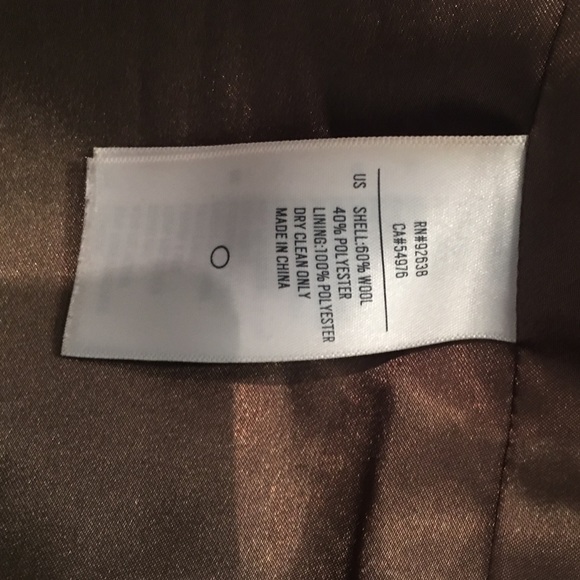 RN#92638
CA#54976
US SHELL:60% WOOL
40% POLYESTER
LINING:100% POLYESTER
DRY CLEAN ONLY
MADE IN CHINA